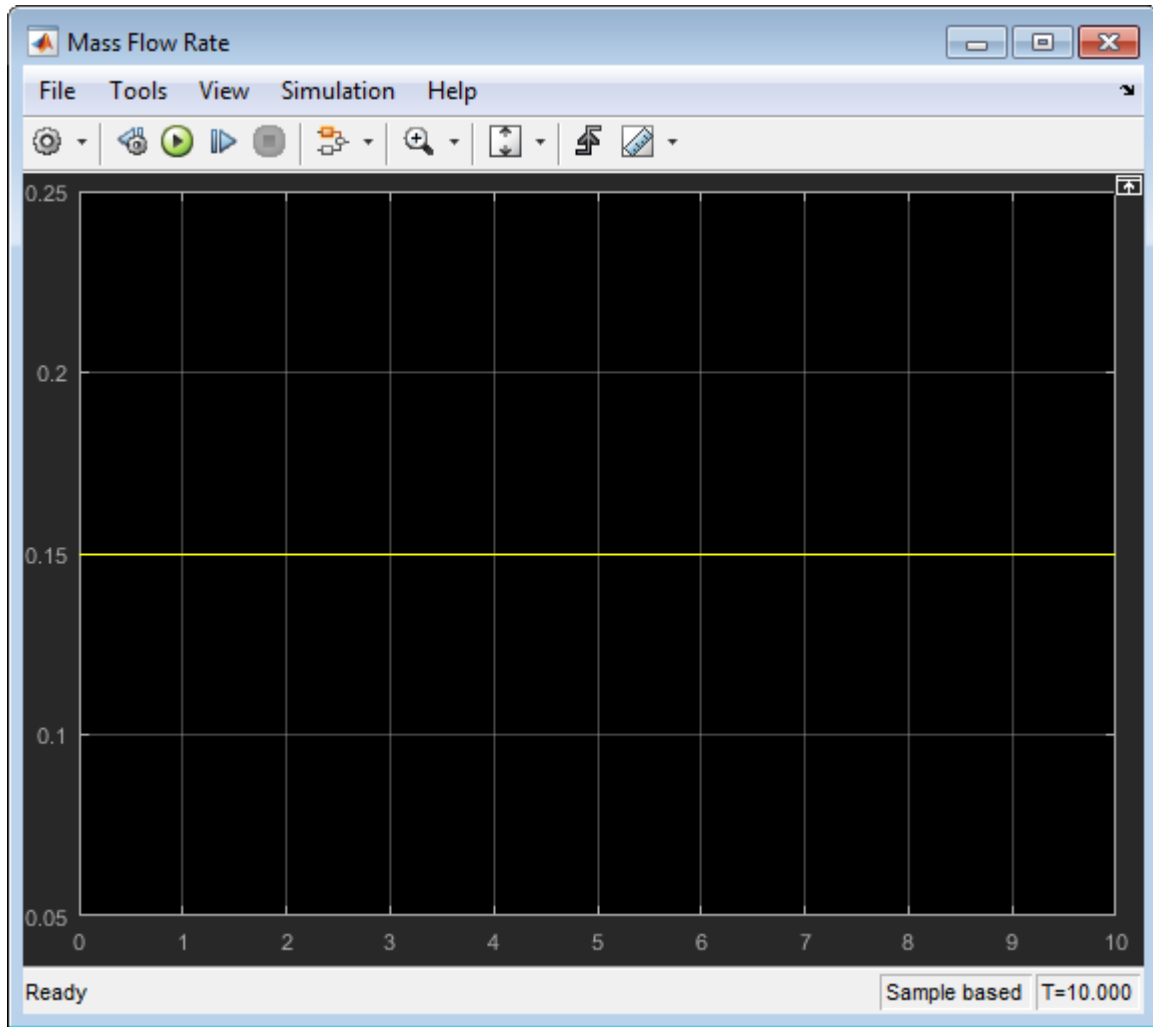 Mass Flow Rate
File Tools View Simulation Help
0.25
0.2
0.15
0.1
0.05
0 1 2 3 4 5 6 7 8 9 10
Ready Sample based T=10.000